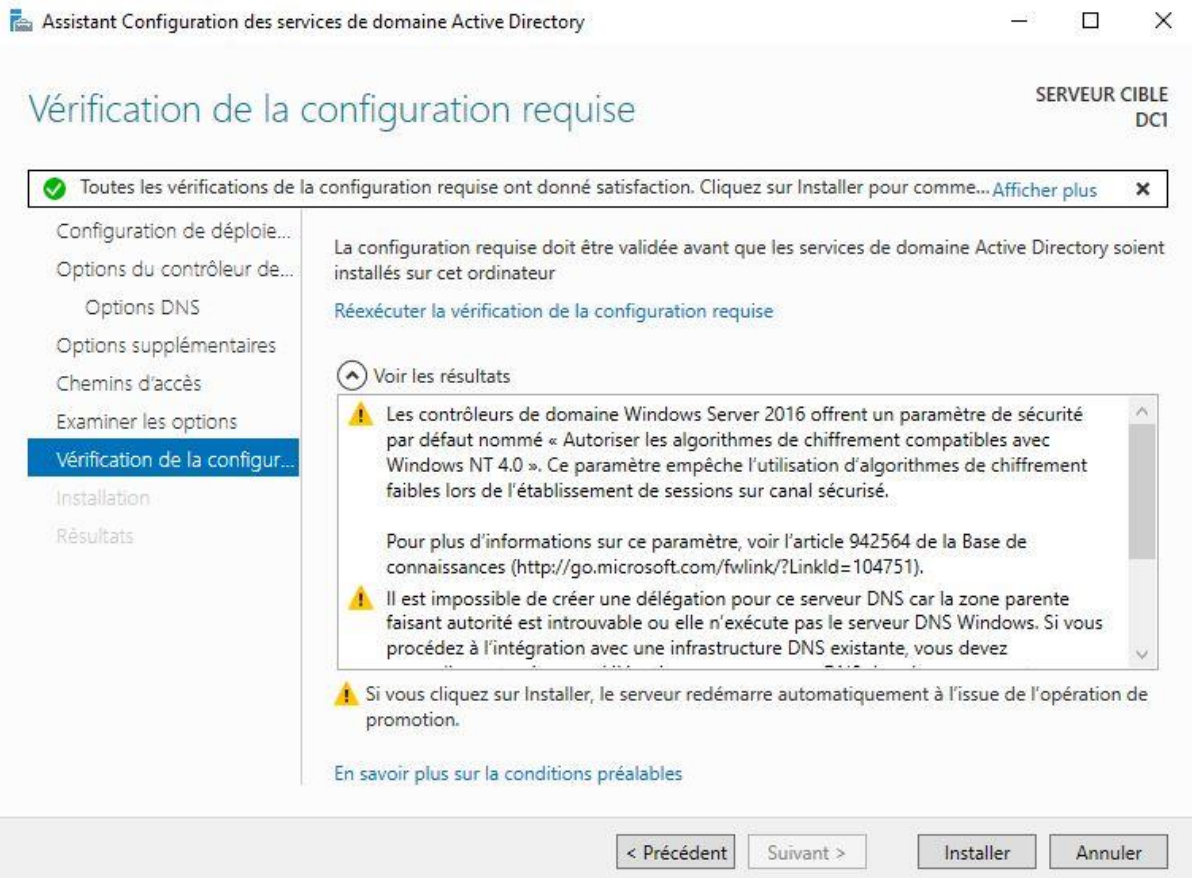 Assistant Configuration des services de domaine Active Directory
Vérification de la configuration requise
SERVEUR CIBLE
DC1
Toutes les vérifications de la configuration requise ont donné satisfaction. Cliquez sur Installer pour comme... Afficher plus
Configuration de déploie...
Options du contrôleur de...
Options DNS
Options supplémentaires
Chemins d'accès
Examiner les options
Vérification de la configur...
Installation
Résultats
La configuration requise doit être validée avant que les services de domaine Active Directory soient
installés sur cet ordinateur
Réexécuter la vérification de la configuration requise
Voir les résultats
Les contrôleurs de domaine Windows Server 2016 offrent un paramètre de sécurité
par défaut nommé « Autoriser les algorithmes de chiffrement compatibles avec
Windows NT 4.0 ». Ce paramètre empêche l'utilisation d'algorithmes de chiffrement
faibles lors de l'établissement de sessions sur canal sécurisé.
Pour plus d'informations sur ce paramètre, voir l'article 942564 de la Base de
connaissances (http://go.microsoft.com/fwlink/?LinkId=104751).
Il est impossible de créer une délégation pour ce serveur DNS car la zone parente
faisant autorité est introuvable ou elle n'exécute pas le serveur DNS Windows. Si vous
procédez à l'intégration avec une infrastructure DNS existante, vous devez
Si vous cliquez sur Installer, le serveur redémarre automatiquement à l'issue de l'opération de
promotion.
En savoir plus sur la conditions préalables
< Précédent
Suivant >
Installer
Annuler